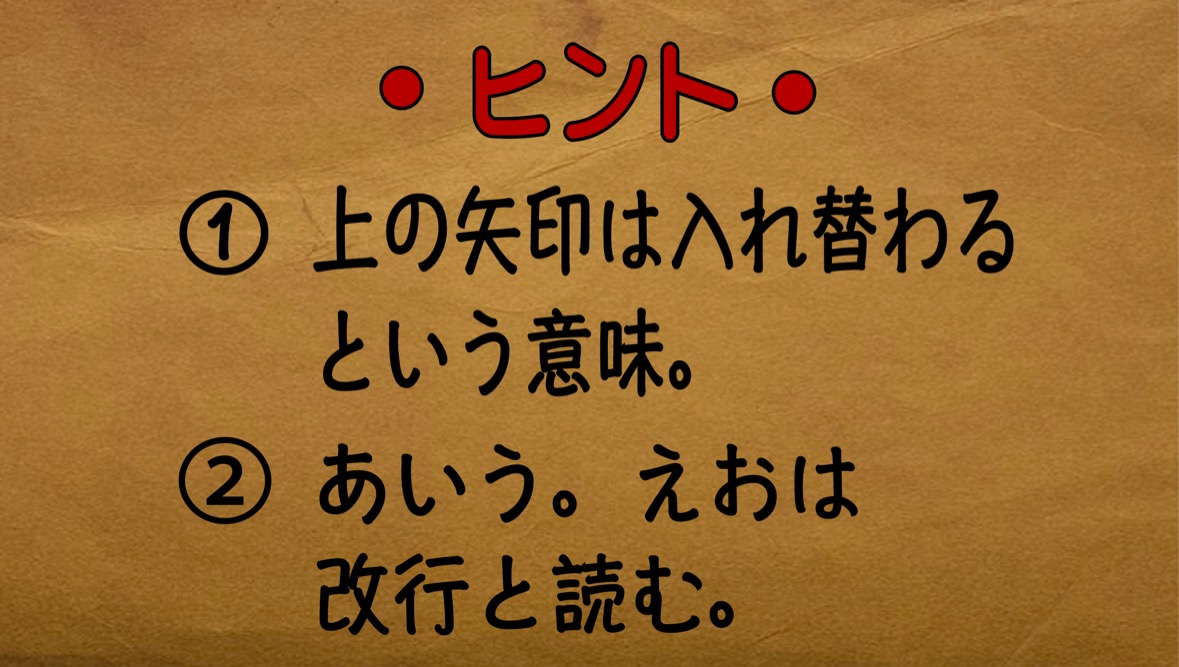 ・ヒント・
① 上の矢印は入れ替わる
という意味。
② あいう。 えおは
改行と読む。